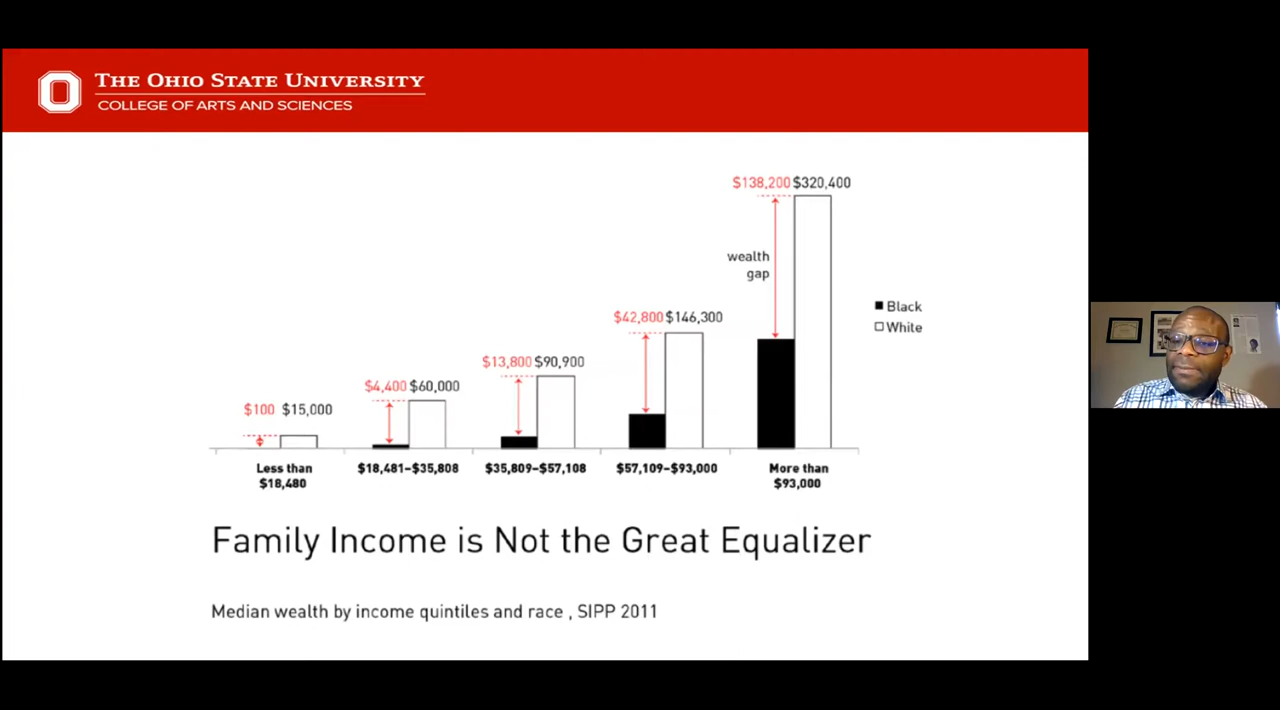 THE OHIO STATE UNIVERSITY
COLLEGE OF ARTS AND SCIENCES
$138,200 $320,400
wealth
gap
Black
White
$42,800 $146,300
$13,800 $90,900
$4,400 $60,000
$100 $15,000
Less than
$18,480
$18,481–$35,808
$35,809–$57,108
$57,109–$93,000
More than
$93,000
Family Income is Not the Great Equalizer
Median wealth by income quintiles and race , SIPP 2011